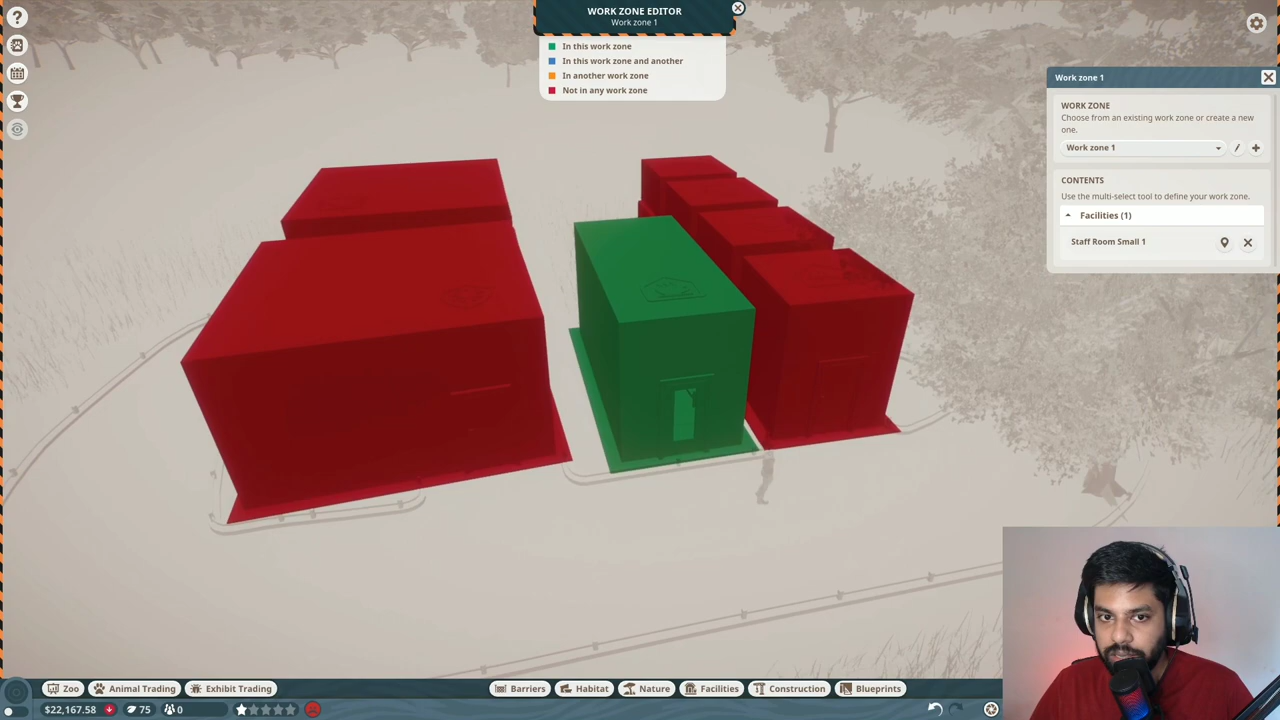 WORK ZONE EDITOR
Work zone 1
In this work zone
In this work zone and another
In another work zone
Not in any work zone
Work zone 1
WORK ZONE
Choose from an existing work zone or create a new
one.
Work zone 1
CONTENTS
Use the multi-select tool to define your work zone.
Facilities (1)
Staff Room Small 1
Zoo
Animal Trading
Exhibit Trading
Barriers
Habitat
Nature
Facilities
Construction
Blueprints
$22,167.58
75
0